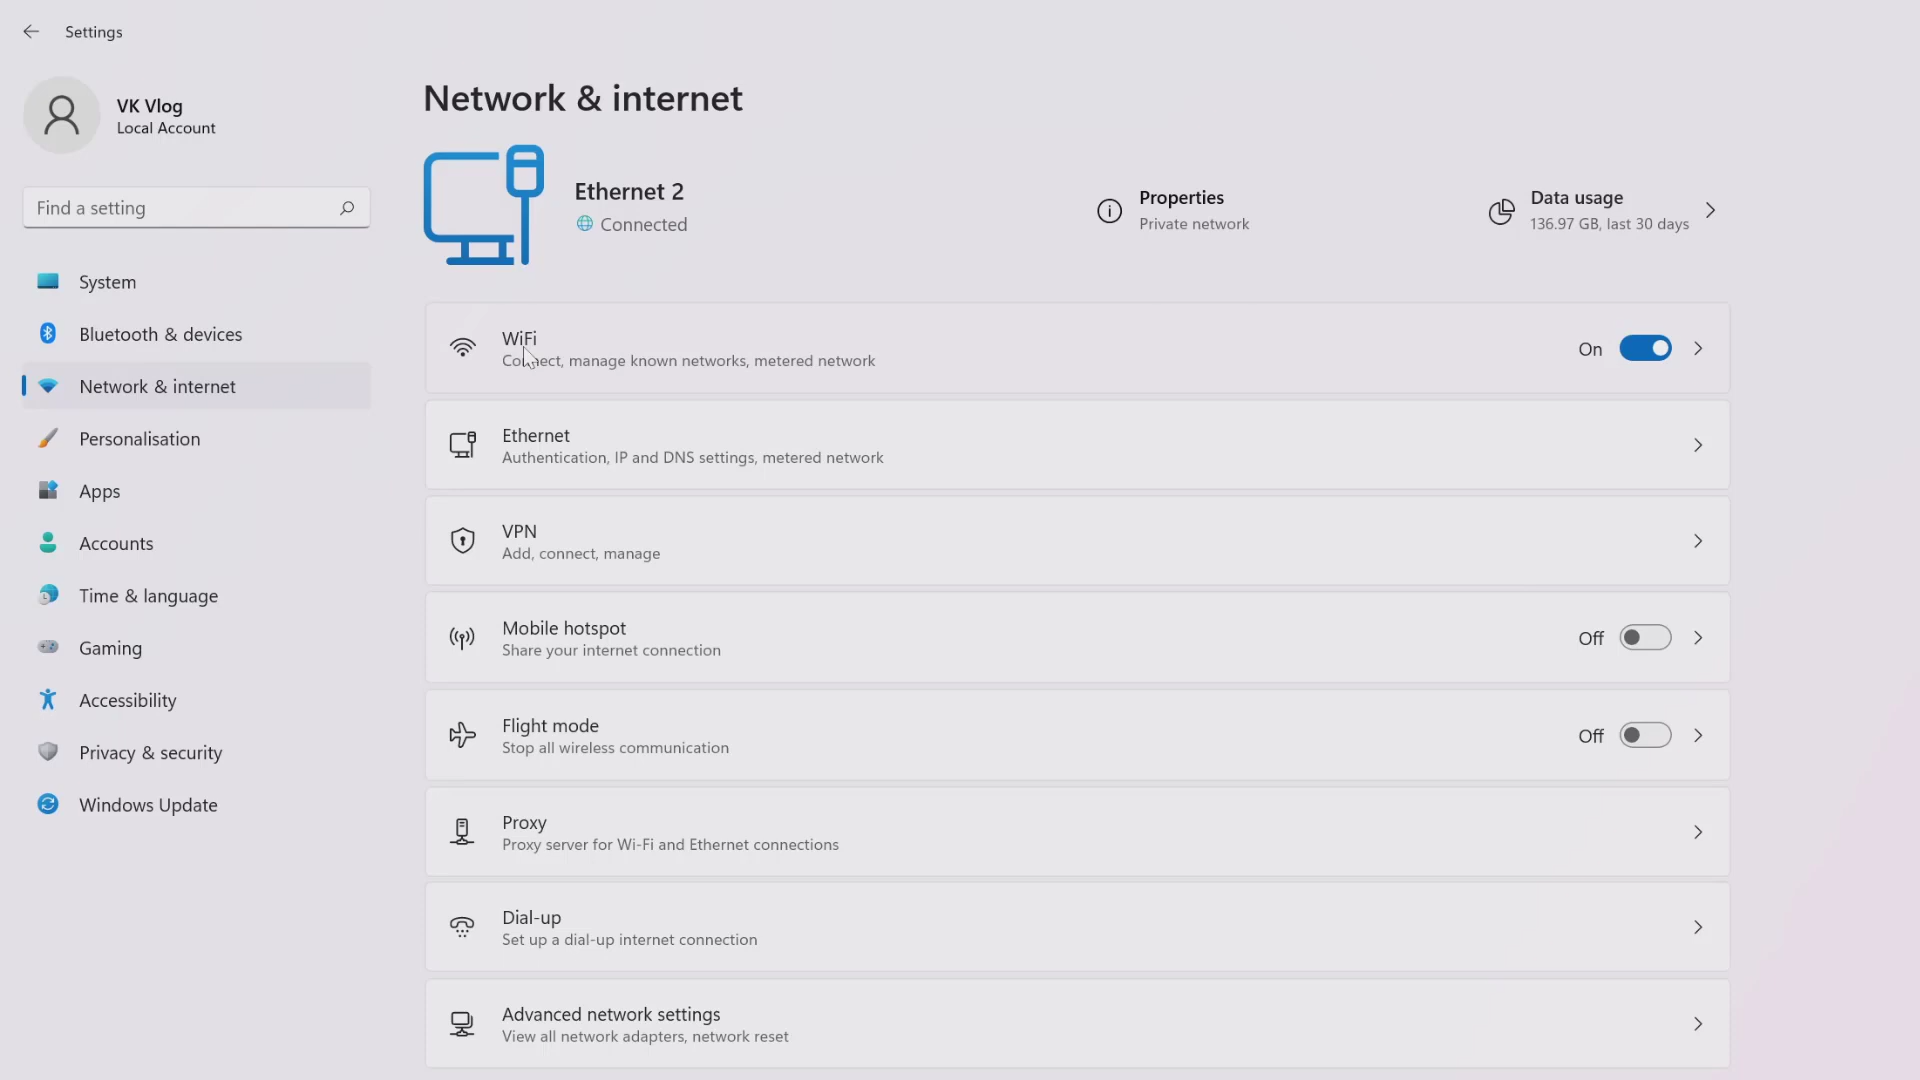 Settings
VK Vlog
Local Account
Find a setting
System
Bluetooth & devices
Network & internet
Personalisation
Apps
Accounts
Time & language
Gaming
Accessibility
Privacy & security
Windows Update
Network & internet
Ethernet 2
Connected
Properties
Private network
Data usage
136.97 GB, last 30 days
WiFi
Connect, manage known networks, metered network
On
Ethernet
Authentication, IP and DNS settings, metered network
VPN
Add, connect, manage
Mobile hotspot
Share your internet connection
Off
Flight mode
Stop all wireless communication
Off
Proxy
Proxy server for Wi-Fi and Ethernet connections
Dial-up
Set up a dial-up internet connection
Advanced network settings
View all network adapters, network reset